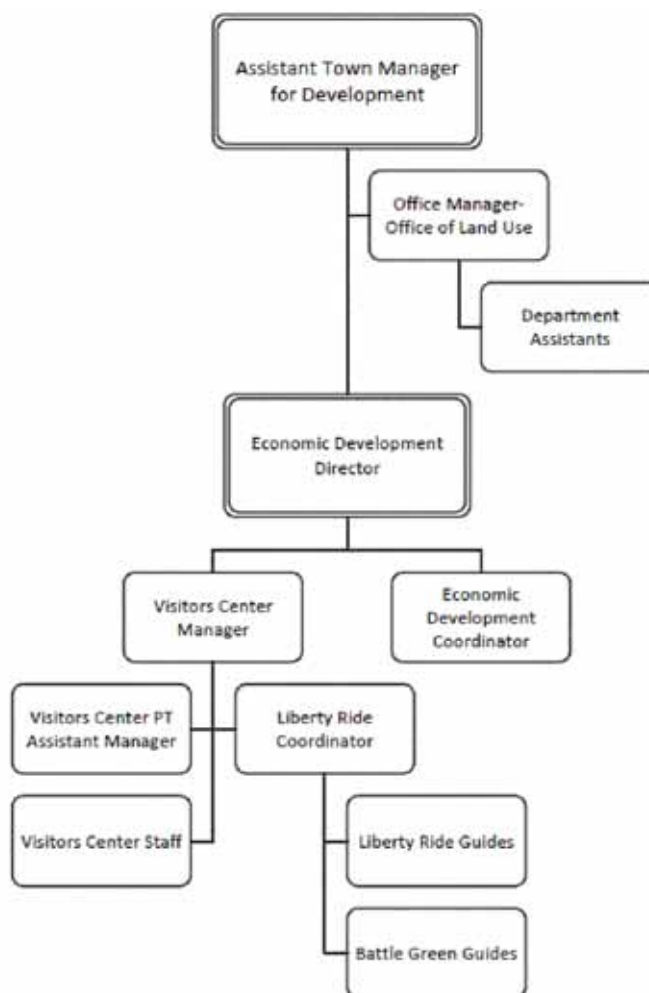 Assistant Town Manager
for Development
Office Manager-
Office of Land Use
Department
Assistants
Economic Development
Director
Visitors Center
Manager
Economic
Development
Coordinator
Visitors Center PT
Assistant Manager
Liberty Ride
Coordinator
Visitors Center Staff
Liberty Ride Guides
Battle Green Guides